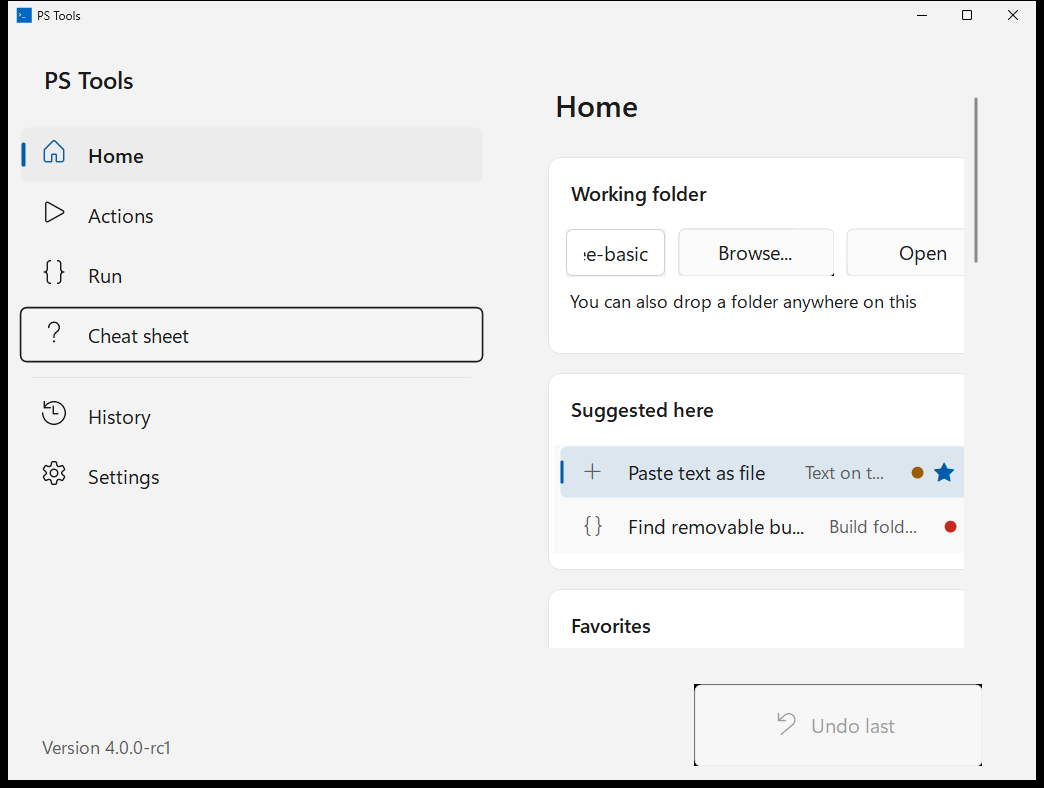 PS Tools
PS Tools
Home
Actions
Run
Cheat sheet
History
Settings
Version 4.0.0-rc1
Home
Working folder
e-basic Browse... Open
You can also drop a folder anywhere on this
Suggested here
Paste text as file Text on t...
Find removable bu... Build fold...
Favorites
Undo last